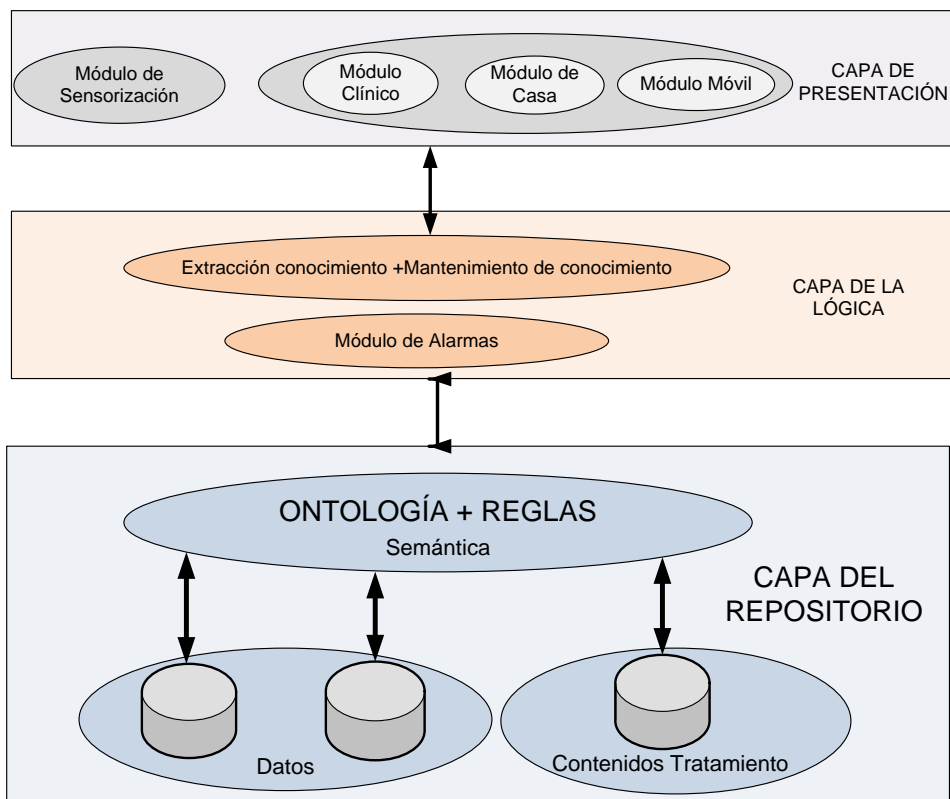 Módulo de
Sensorización
Módulo
Clínico
Módulo de
Casa
Módulo Móvil
CAPA DE
PRESENTACIÓN
Extracción conocimiento +Mantenimiento de conocimiento
Módulo de Alarmas
CAPA DE LA
LÓGICA
ONTOLOGÍA + REGLAS
Semántica
CAPA DEL
REPOSITORIO
Datos
Contenidos Tratamiento